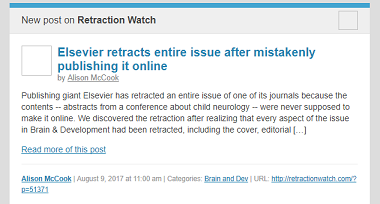 New post on Retraction Watch
Elsevier retracts entire issue after mistakenly
publishing it online
by Alison McCook
Publishing giant Elsevier has retracted an entire issue of one of its journals because the
contents -- abstracts from a conference about child neurology -- were never supposed to
make it online. We discovered the retraction after realizing that every aspect of the issue
in Brain & Development had been retracted, including the cover, editorial […]
Read more of this post
Alison McCook | August 9, 2017 at 11:00 am | Categories: Brain and Dev | URL: http://retractionwatch.com/?
p=51371